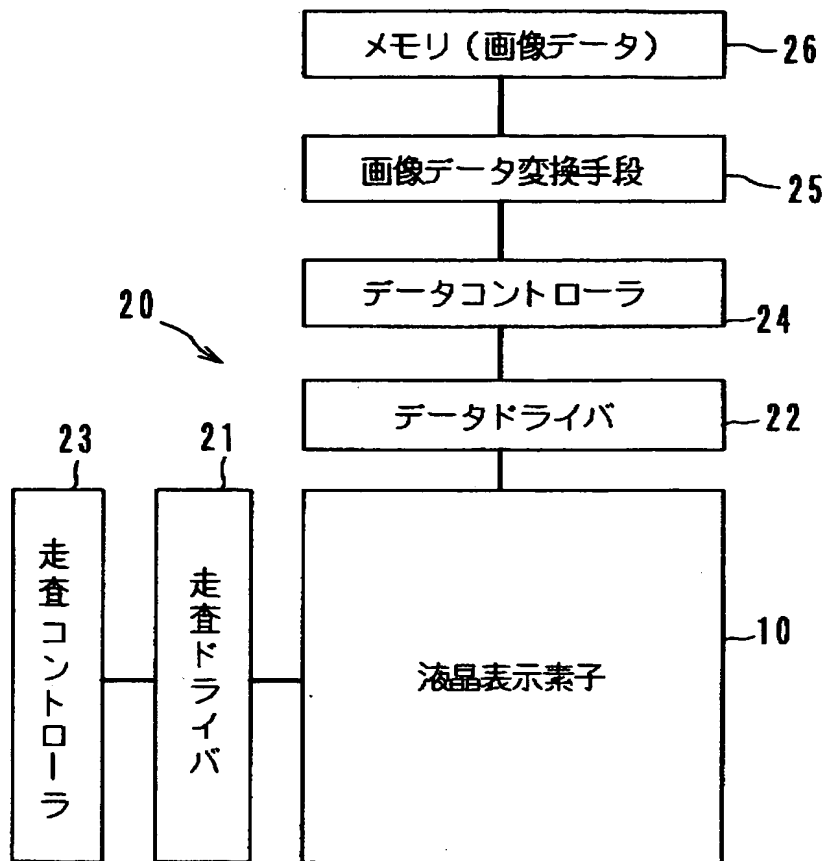 メモリ（画像データ）
26
画像データ変換手段
25
データコントローラ
24
20
データドライバ
22
23
21
走査コントローラ
走査ドライバ
液晶表示素子
10